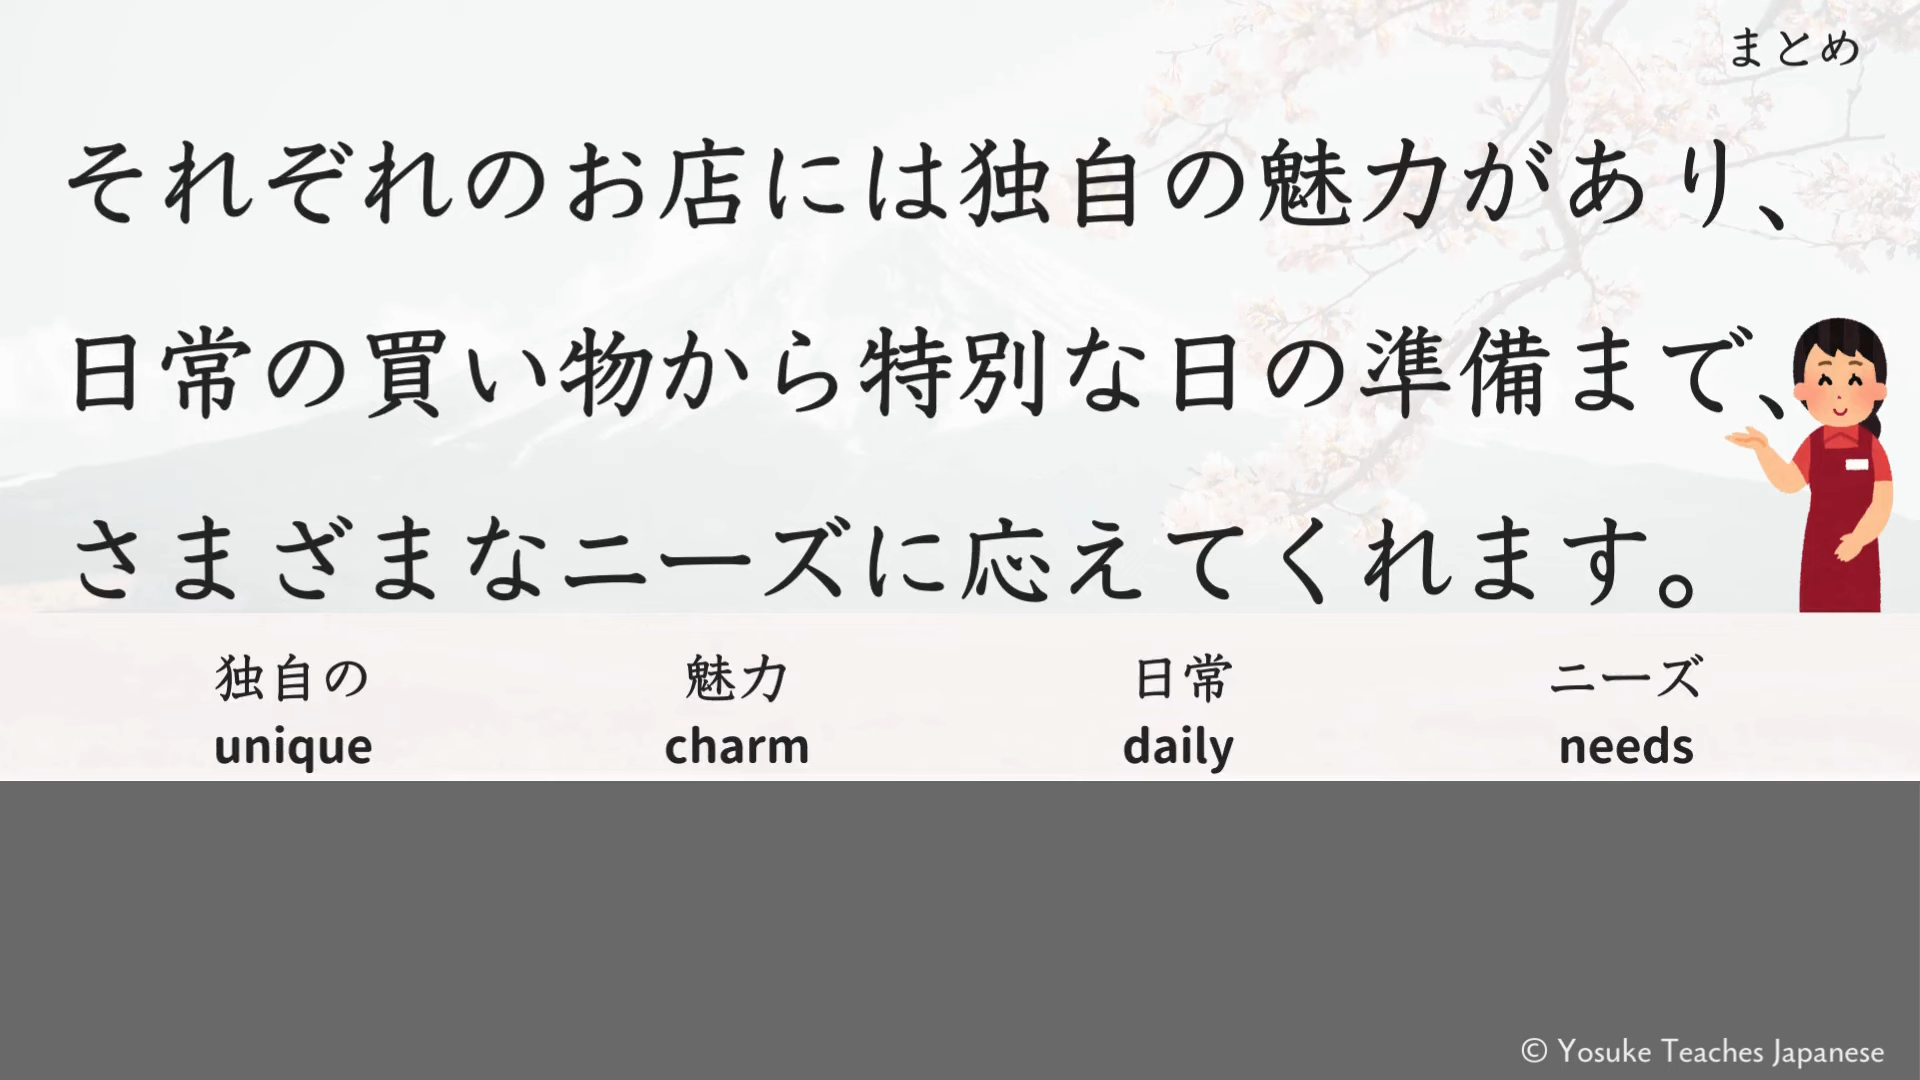 まとめ
それぞれのお店には独自の魅力があり、
日常の買い物から特別な日の準備まで、
さまざまなニーズに応えてくれます。
独自の 魅力 日常 ニーズ
unique charm daily needs
© Yosuke Teaches Japanese